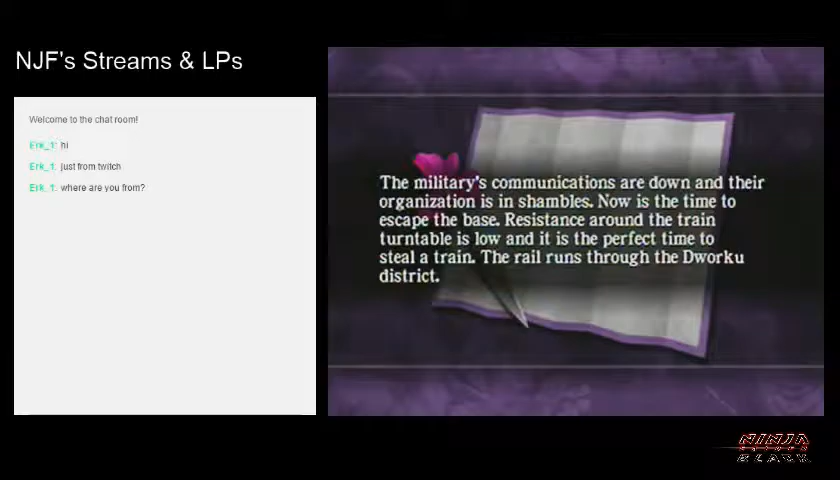 NJF's Streams & LPs
Welcome to the chat room!
Erk_1: hi
Erk_1: just from twitch
Erk_1: where are you from?
The military's communications are down and their
organization is in shambles. Now is the time to
escape the base. Resistance around the train
turntable is low and it is the perfect time to
steal a train. The rail runs through the Dworku
district.
NINJA
BLACK